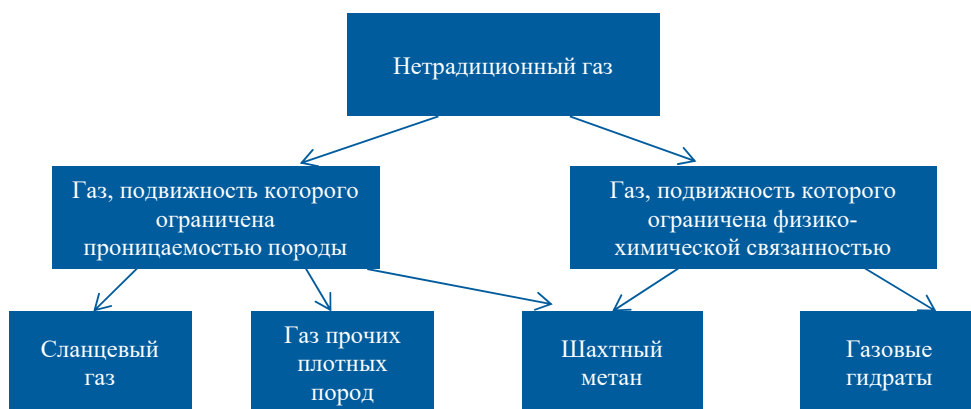 Нетрадиционный газ
Газ, подвижность которого
ограничена
проницаемостью породы
Газ, подвижность которого
ограничена физико-
химической связанностью
Сланцевый
газ
Газ прочих
плотных
пород
Шахтный
метан
Газовые
гидраты